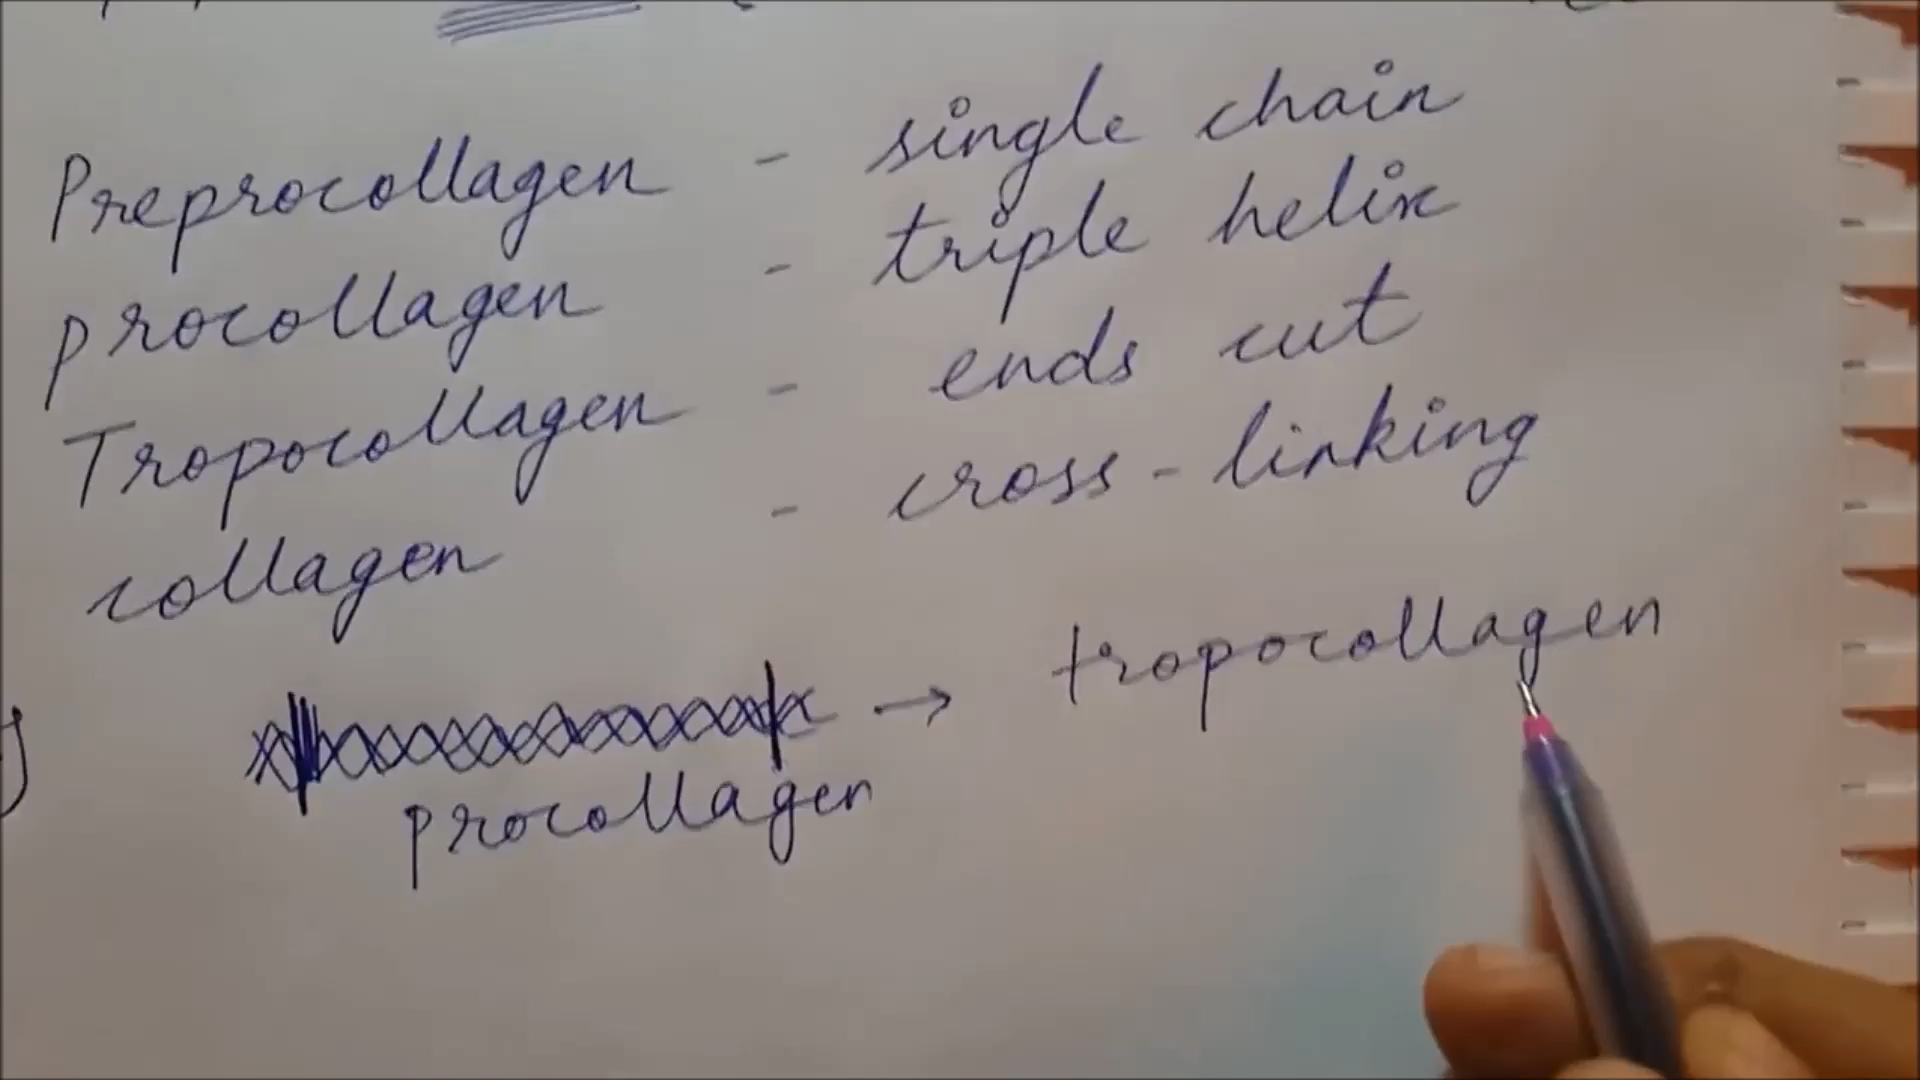 Preprocollagen - single chain
procollagen - triple helix
Tropocollagen - ends cut
collagen - cross-linking
→ tropocollagen
procollagen